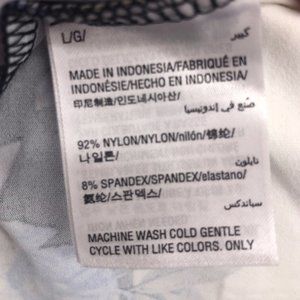 L/G/ كبير
MADE IN INDONESIA/FABRIQUÉ EN
INDONÉSIE/HECHO EN INDONESIA/
印尼制造/인도네시아산/
صُنع في إندونيسيا
92% NYLON/NYLON/nilón/锦纶/
나일론/
نايلون
8% SPANDEX/SPANDEX/elastano/
氨纶/스판덱스/
سباندكس
MACHINE WASH COLD GENTLE
CYCLE WITH LIKE COLORS. ONLY